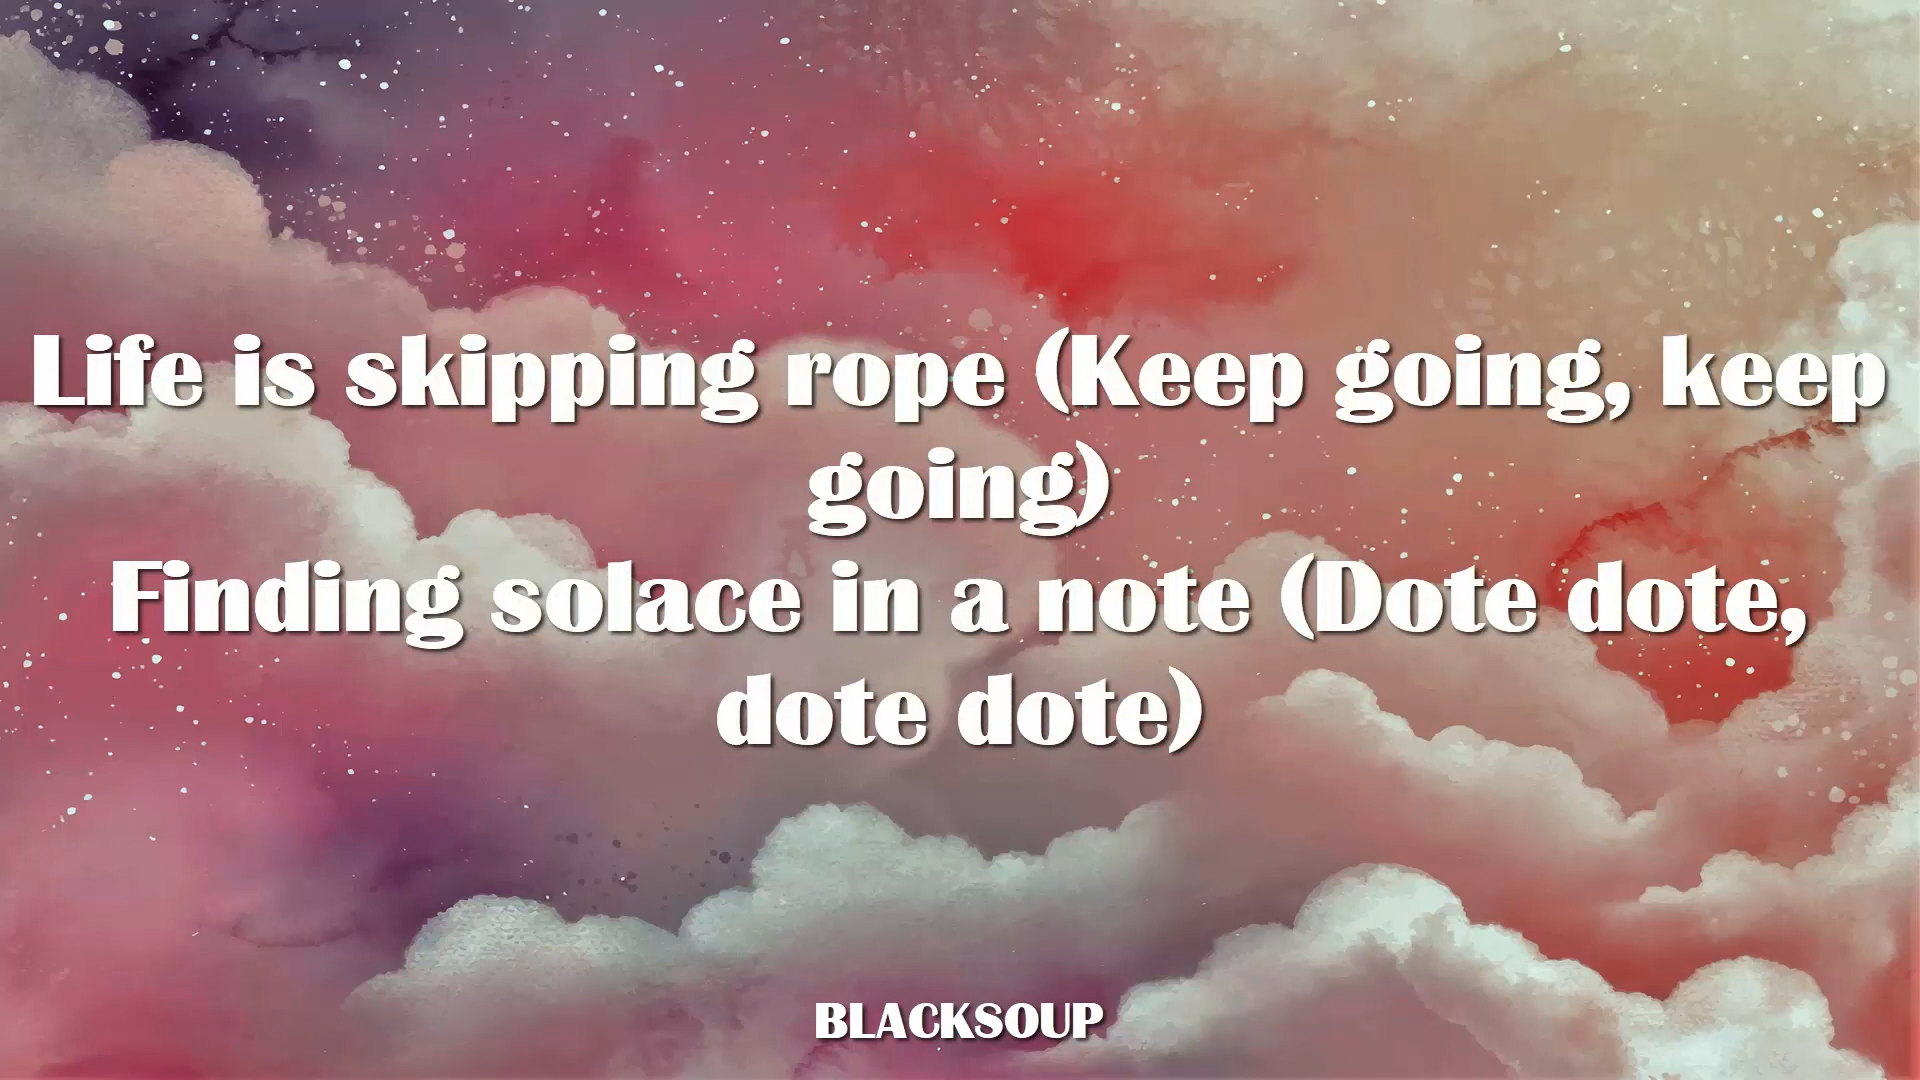 Life is skipping rope (Keep going, keep
going)
Finding solace in a note (Dote dote,
dote dote)
BLACKSOUP